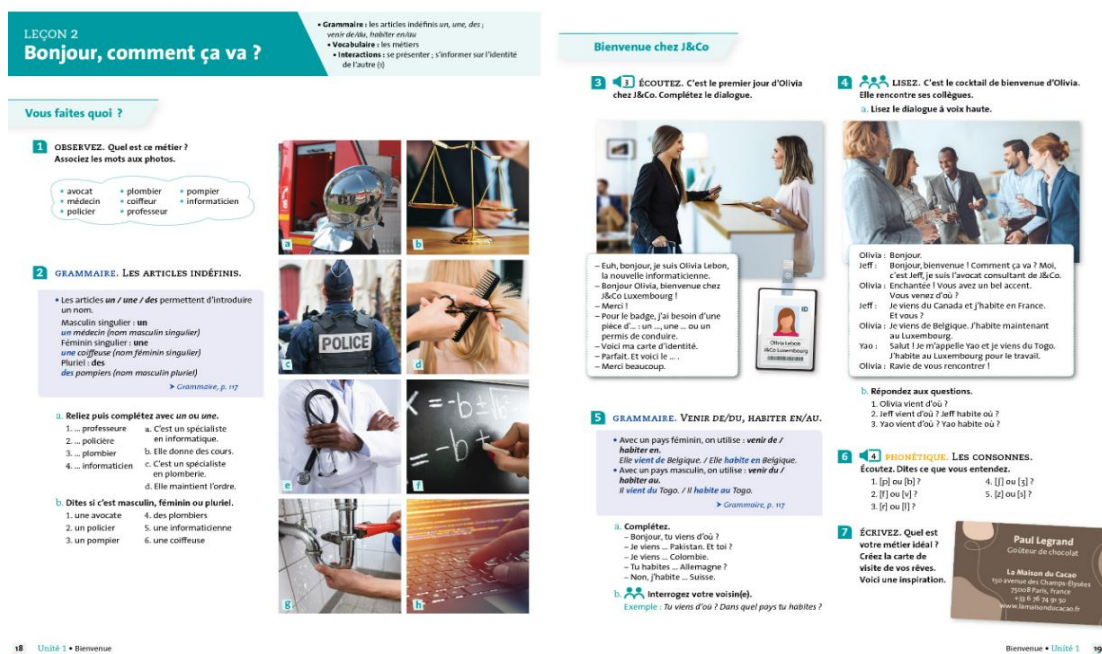 LEÇON 2
Bonjour, comment ça va ?
• Grammaire : les articles indéfinis un, une, des ;
venir de/du, habiter en/au
• Vocabulaire : les métiers
• Interactions : se présenter ; s'informer sur l'identité
de l'autre (1)
Vous faites quoi ?
1 OBSERVEZ. Quel est ce métier ?
Associez les mots aux photos.
• avocat • plombier • pompier
• médecin • coiffeur • informaticien
• policier • professeur
2 GRAMMAIRE. LES ARTICLES INDÉFINIS.
• Les articles un / une / des permettent d'introduire
un nom.
Masculin singulier : un
un médecin (nom masculin singulier)
Féminin singulier : une
une coiffeuse (nom féminin singulier)
Pluriel : des
des pompiers (nom masculin pluriel)
➤ Grammaire, p. 117
a. Reliez puis complétez avec un ou une.
1. ... professeure a. C'est un spécialiste
en informatique.
2. ... policière b. Elle donne des cours.
3. ... plombier c. C'est un spécialiste
en plomberie.
4. ... informaticien d. Elle maintient l'ordre.
b. Dites si c'est masculin, féminin ou pluriel.
1. une avocate 4. des plombiers
2. un policier 5. une informaticienne
3. un pompier 6. une coiffeuse
a
b
POLICE
c
d
e
f
g
h
18 Unité 1 • Bienvenue
Bienvenue chez J&Co
3 3 ÉCOUTEZ. C'est le premier jour d'Olivia
chez J&Co. Complétez le dialogue.
– Euh, bonjour, je suis Olivia Lebon,
la nouvelle informaticienne.
– Bonjour Olivia, bienvenue chez
J&Co Luxembourg !
– Merci !
– Pour le badge, j'ai besoin d'une
pièce d'... : un ..., une ... ou un
permis de conduire.
– Voici ma carte d'identité.
– Parfait. Et voici le ... .
– Merci beaucoup.
ID
Olivia Lebon
J&Co Luxembourg
5 GRAMMAIRE. VENIR DE/DU, HABITER EN/AU.
• Avec un pays féminin, on utilise : venir de /
habiter en.
Elle vient de Belgique. / Elle habite en Belgique.
• Avec un pays masculin, on utilise : venir du /
habiter au.
Il vient du Togo. / Il habite au Togo.
➤ Grammaire, p. 117
a. Complétez.
– Bonjour, tu viens d'où ?
– Je viens ... Pakistan. Et toi ?
– Je viens ... Colombie.
– Tu habites ... Allemagne ?
– Non, j'habite ... Suisse.
b. Interrogez votre voisin(e).
Exemple : Tu viens d'où ? Dans quel pays tu habites ?
4 LISEZ. C'est le cocktail de bienvenue d'Olivia.
Elle rencontre ses collègues.
a. Lisez le dialogue à voix haute.
Olivia : Bonjour.
Jeff : Bonjour, bienvenue ! Comment ça va ? Moi,
c'est Jeff, je suis l'avocat consultant de J&Co.
Olivia : Enchantée ! Vous avez un bel accent.
Vous venez d'où ?
Jeff : Je viens du Canada et j'habite en France.
Et vous ?
Olivia : Je viens de Belgique. J'habite maintenant
au Luxembourg.
Yao : Salut ! Je m'appelle Yao et je viens du Togo.
J'habite au Luxembourg pour le travail.
Olivia : Ravie de vous rencontrer !
b. Répondez aux questions.
1. Olivia vient d'où ?
2. Jeff vient d'où ? Jeff habite où ?
3. Yao vient d'où ? Yao habite où ?
6 4 PHONÉTIQUE. LES CONSONNES.
Écoutez. Dites ce que vous entendez.
1. [p] ou [b] ? 4. [ʃ] ou [ʒ] ?
2. [f] ou [v] ? 5. [z] ou [s] ?
3. [r] ou [l] ?
7 ÉCRIVEZ. Quel est
votre métier idéal ?
Créez la carte de
visite de vos rêves.
Voici une inspiration.
Paul Legrand
Goûteur de chocolat
La Maison du Cacao
150 avenue des Champs-Élysées
75008 Paris, France
+33 6 76 74 91 50
www.lamaisonducacao.fr
Bienvenue • Unité 1 19